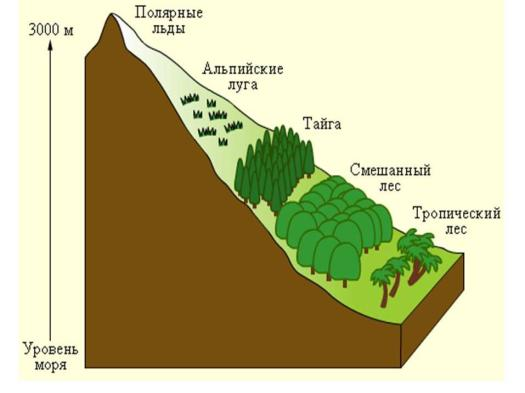 Полярные
льды
3000 м
Альпийские
луга
Тайга
Смешанный
лес
Тропический
лес
Уровень
моря